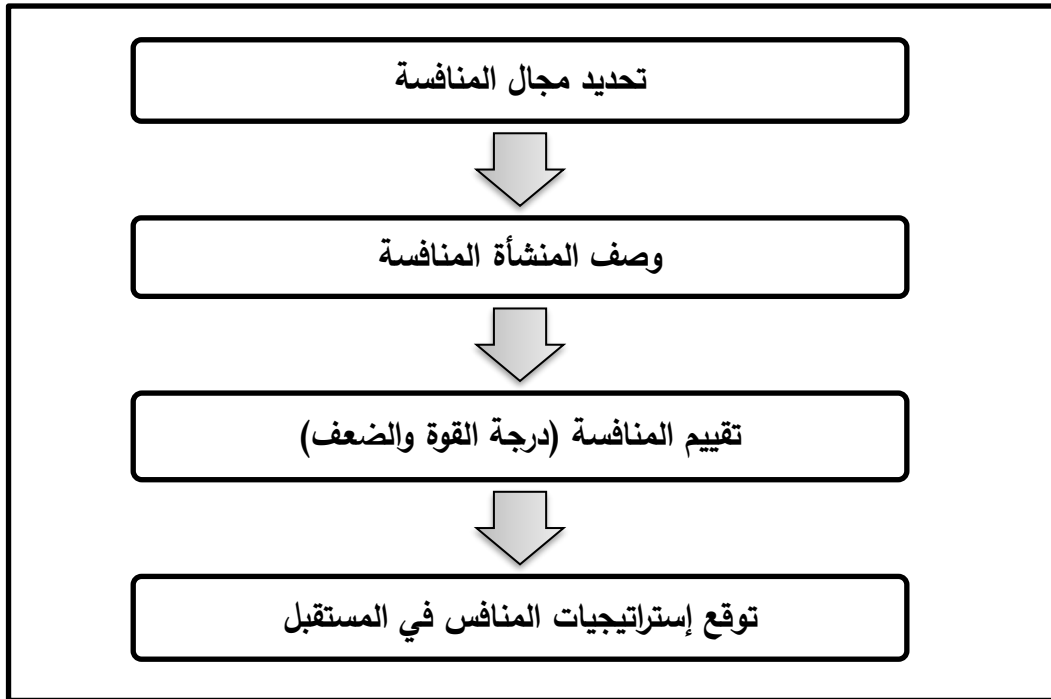 تحديد مجال المنافسة
وصف المنشأة المنافسة
تقييم المنافسة (درجة القوة والضعف)
توقع إستراتيجيات المنافس في المستقبل